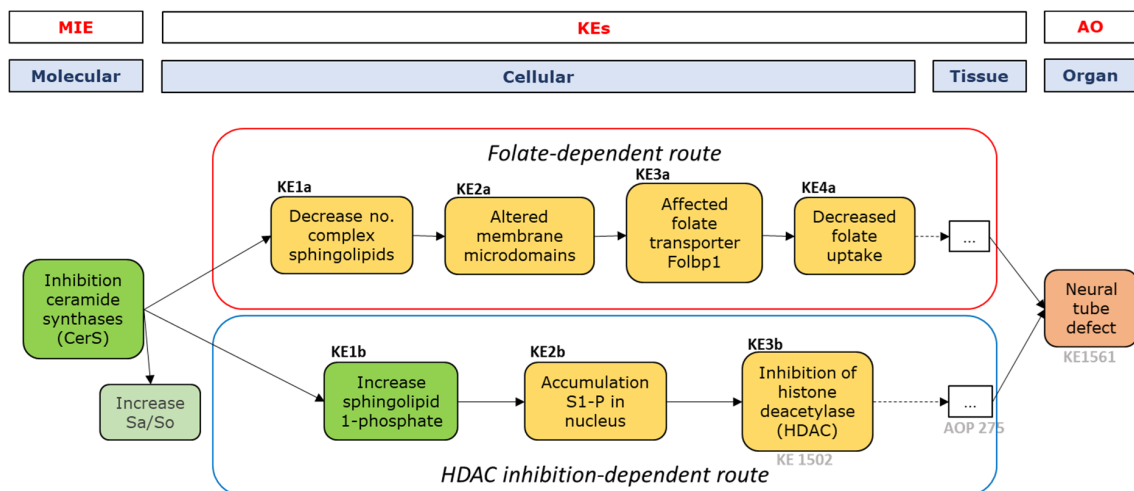 MIE
KEs
AO
Molecular
Cellular
Tissue
Organ
Folate-dependent route
KE1a
Decrease no.
complex
sphingolipids
KE2a
Altered
membrane
microdomains
KE3a
Affected
folate
transporter
Folbp1
KE4a
Decreased
folate
uptake
...
Inhibition
ceramide
synthases
(CerS)
Increase
Sa/So
Neural
tube
defect
KE1561
KE1b
Increase
sphingolipid
1-phosphate
KE2b
Accumulation
S1-P in
nucleus
KE3b
Inhibition of
histone
deacetylase
(HDAC)
KE 1502
...
AOP 275
HDAC inhibition-dependent route